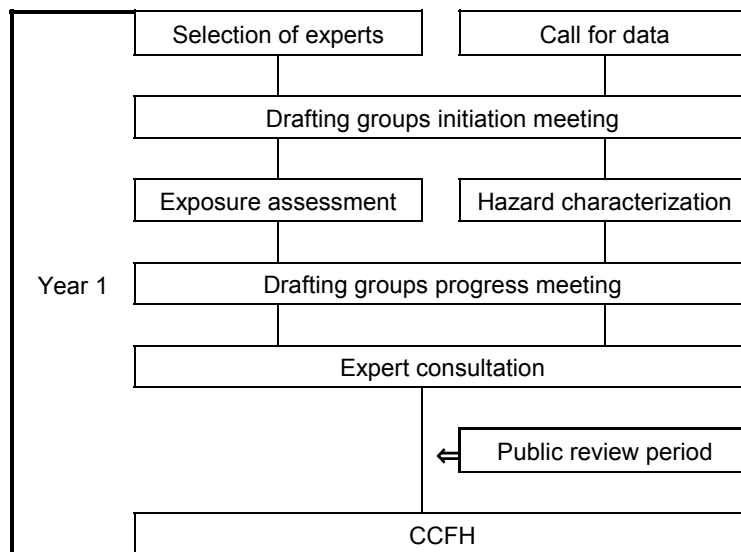 Selection of experts
Call for data
Drafting groups initiation meeting
Exposure assessment
Hazard characterization
Year 1
Drafting groups progress meeting
Expert consultation
⇐ Public review period
CCFH